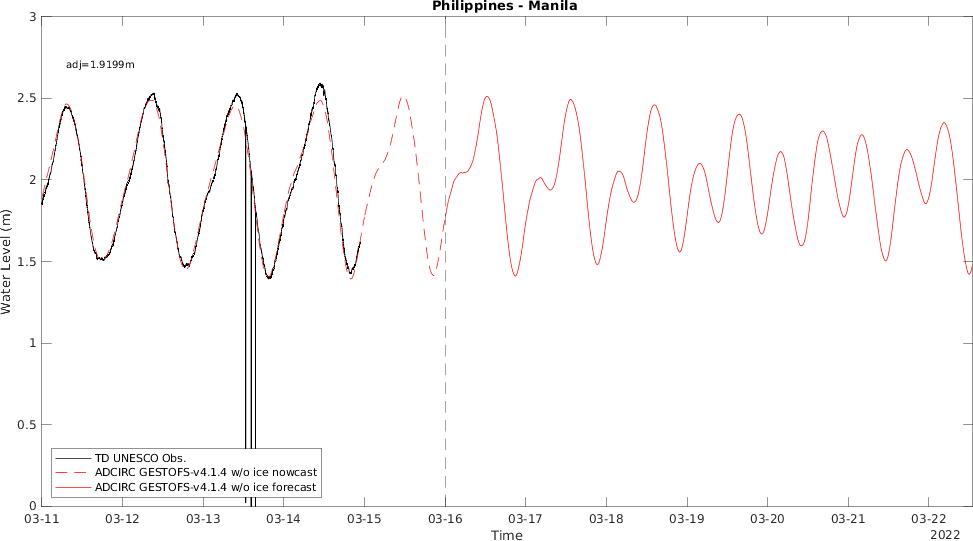 Philippines - Manila
adj=1.9199m
Water Level (m)
3
2.5
2
1.5
1
0.5
0
TD UNESCO Obs.
ADCIRC GESTOFS-v4.1.4 w/o ice nowcast
ADCIRC GESTOFS-v4.1.4 w/o ice forecast
03-11 03-12 03-13 03-14 03-15 03-16 03-17 03-18 03-19 03-20 03-21 03-22
2022
Time